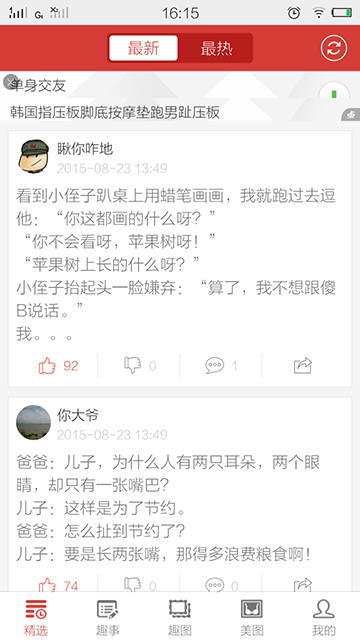 16:15
最新
最热
单身交友
韩国指压板脚底按摩垫跑男趾压板
瞅你咋地
2015-08-23 13:49
看到小侄子趴桌上用蜡笔画画，我就跑过去逗
他：“你这都画的什么呀？”
“你不会看呀，苹果树呀！”
“苹果树上长的什么呀？”
小侄子抬起头一脸嫌弃：“算了，我不想跟傻
B说话。”
我。。。
92
0
1
你大爷
2015-08-23 13:49
爸爸：儿子，为什么人有两只耳朵，两个眼
睛，却只有一张嘴巴？
儿子：这样是为了节约。
爸爸：怎么扯到节约了？
儿子：要是长两张嘴，那得多浪费粮食啊！
74
0
0
精选
趣事
趣图
美图
我的